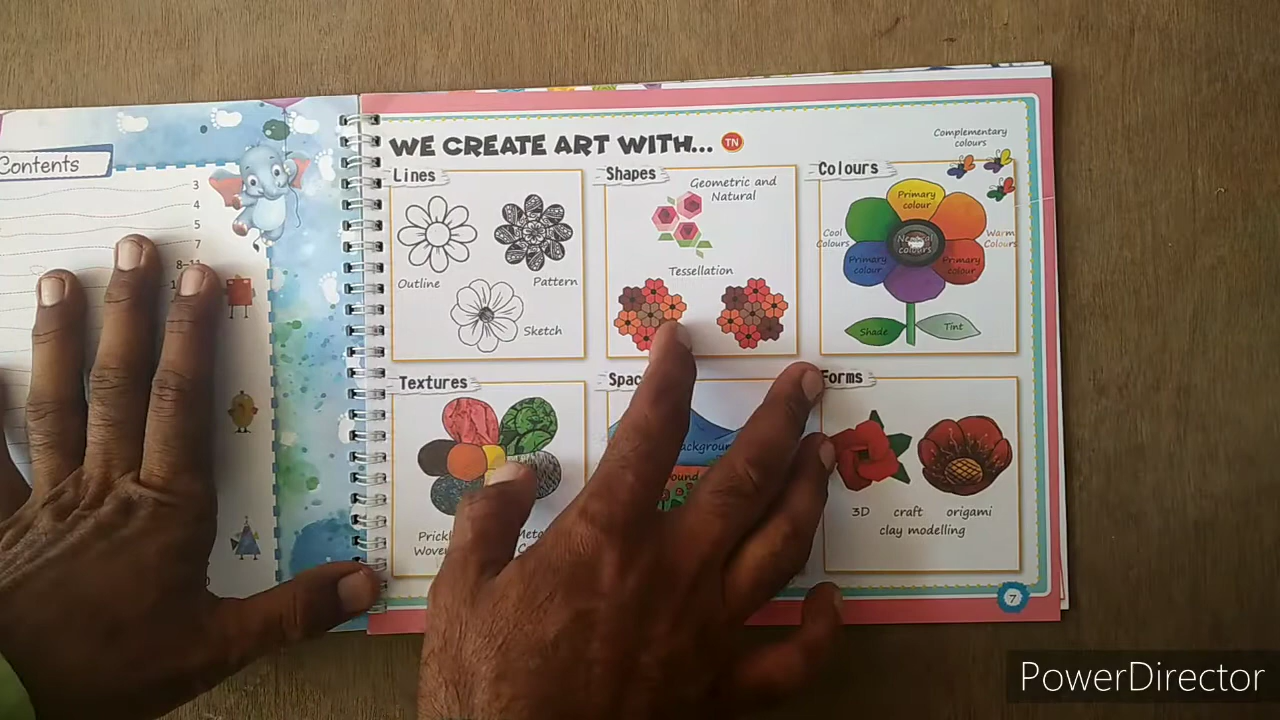 Contents
3
4
5
7
WE CREATE ART WITH... TN
Lines
Outline
Pattern
Sketch
Shapes
Geometric and
Natural
Tessellation
Colours
Complementary
colours
Primary
colour
Cool
Colours
Warm
Colours
Primary
colour
Primary
colour
Shade
Tint
Textures
Forms
3D craft origami
clay modelling
7
PowerDirector